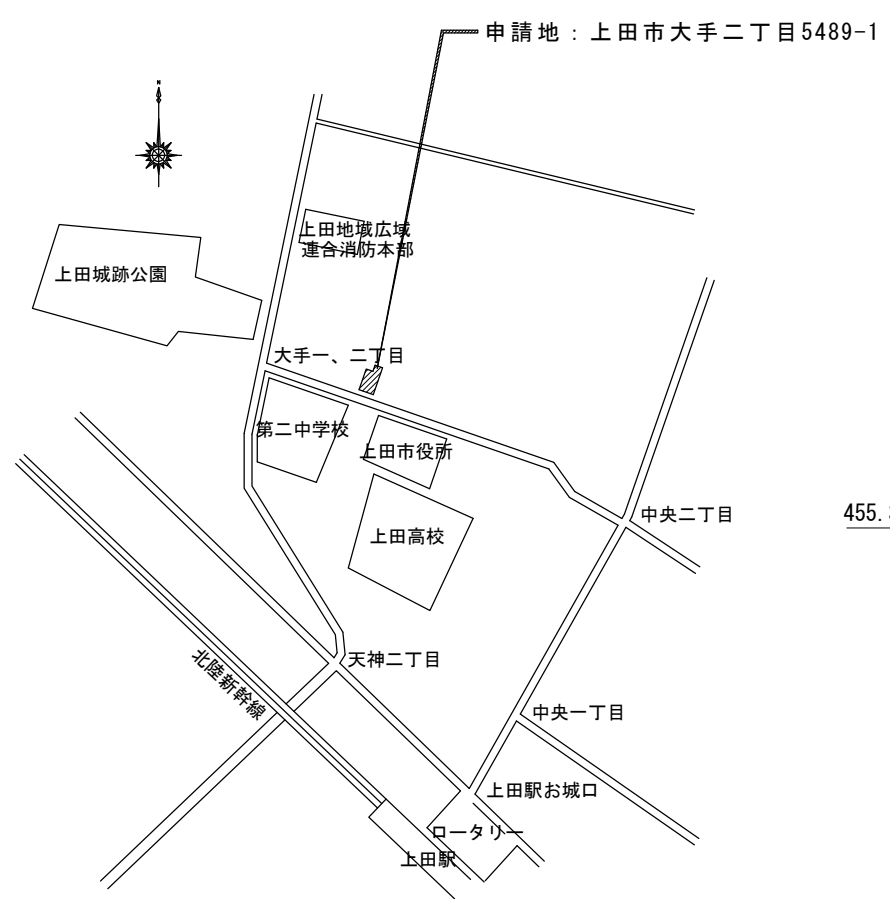 申請地：上田市大手二丁目5489-1
N
上田地域広域
連合消防本部
上田城跡公園
大手一、二丁目
第二中学校
上田市役所
上田高校
中央二丁目
455.
天神二丁目
北陸新幹線
中央一丁目
上田駅お城口
ロータリー
上田駅